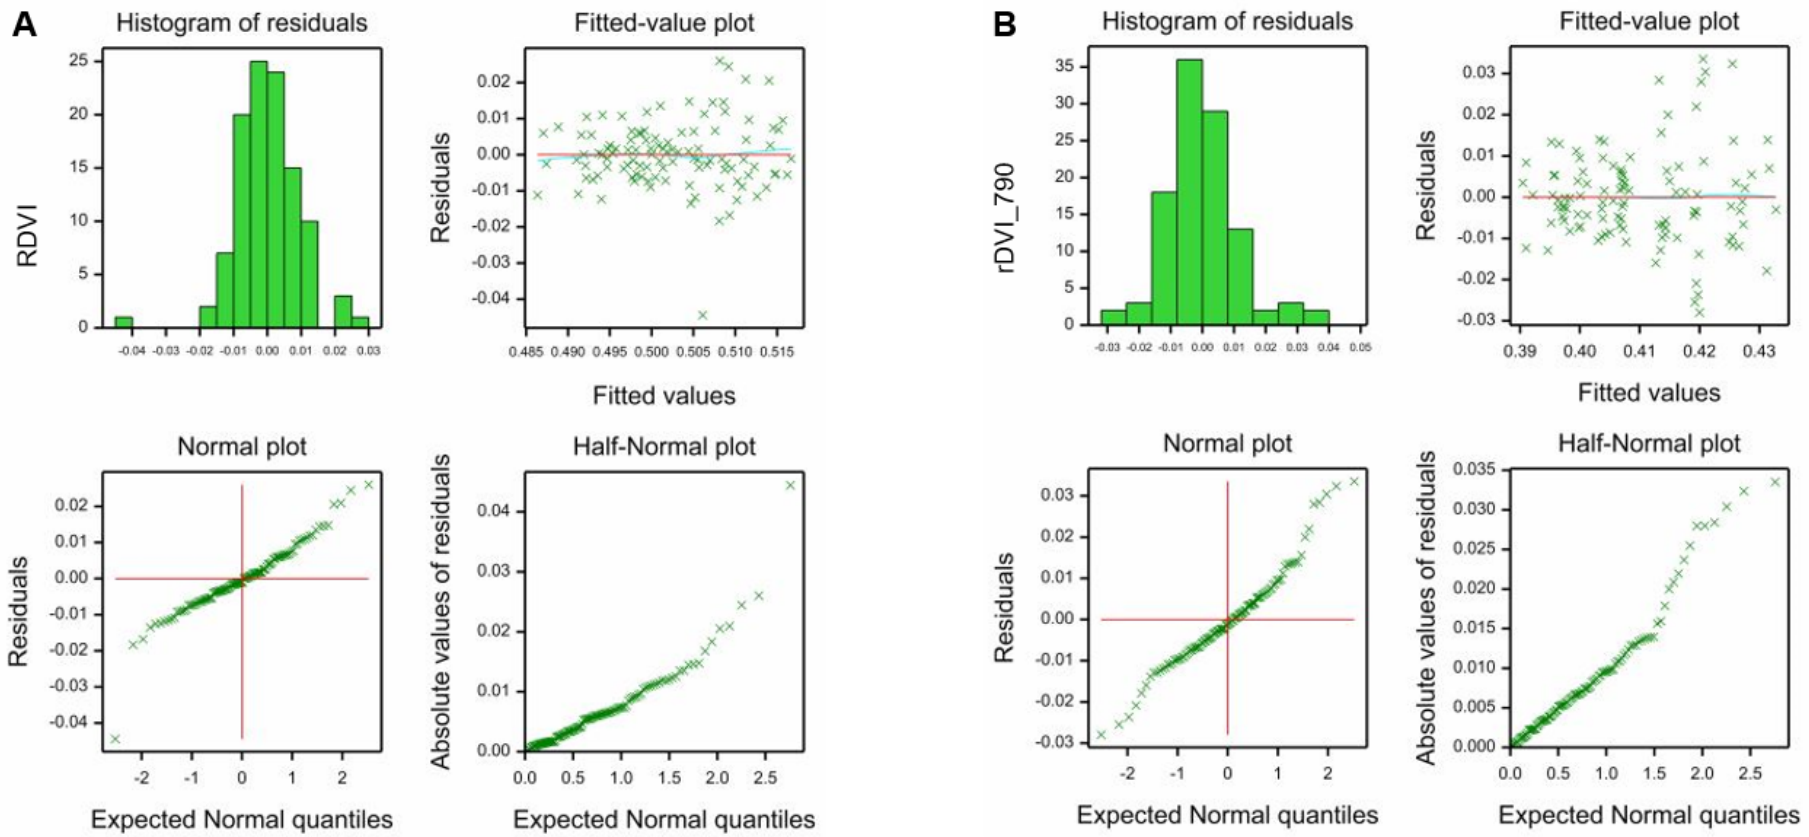 A
Histogram of residuals
RDVI
25
20
15
10
5
0
-0.04 -0.03 -0.02 -0.01 0.00 0.01 0.02 0.03
Fitted-value plot
Residuals
0.02
0.01
0.00
-0.01
-0.02
-0.03
-0.04
0.485 0.490 0.495 0.500 0.505 0.510 0.515
Fitted values
Normal plot
Residuals
0.02
0.01
0.00
-0.01
-0.02
-0.03
-0.04
-2 -1 0 1 2
Expected Normal quantiles
Half-Normal plot
Absolute values of residuals
0.04
0.03
0.02
0.01
0.00
0.0 0.5 1.0 1.5 2.0 2.5
Expected Normal quantiles
B
Histogram of residuals
rDVI_790
35
30
25
20
15
10
5
0
-0.03 -0.02 -0.01 0.00 0.01 0.02 0.03 0.04 0.05
Fitted-value plot
Residuals
0.03
0.02
0.01
0.00
-0.01
-0.02
-0.03
0.39 0.40 0.41 0.42 0.43
Fitted values
Normal plot
Residuals
0.03
0.02
0.01
0.00
-0.01
-0.02
-0.03
-2 -1 0 1 2
Expected Normal quantiles
Half-Normal plot
Absolute values of residuals
0.035
0.030
0.025
0.020
0.015
0.010
0.005
0.000
0.0 0.5 1.0 1.5 2.0 2.5
Expected Normal quantiles